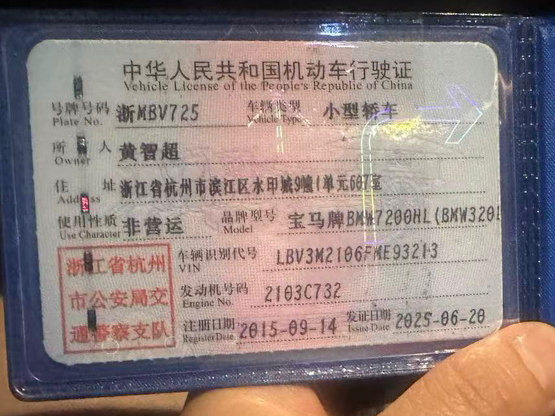 中华人民共和国机动车行驶证
Vehicle License of the People's Republic of China
号牌号码 浙MBV725 车辆类型 小型轿车
Plate No. Vehicle Type
所 有 人 黄智超
Owner
住 址 浙江省杭州市滨江区水印城9幢1单元607室
Address
使用性质 非营运 品牌型号 宝马牌BMW7200HL(BMW320L
Use Character Model
浙江省杭州 车辆识别代号 LBV3M2106FME93213
VIN
市公安局交 发动机号码 2103C732
Engine No.
通警察支队 注册日期 2015-09-14 发证日期 2025-06-20
Register Date Issue Date